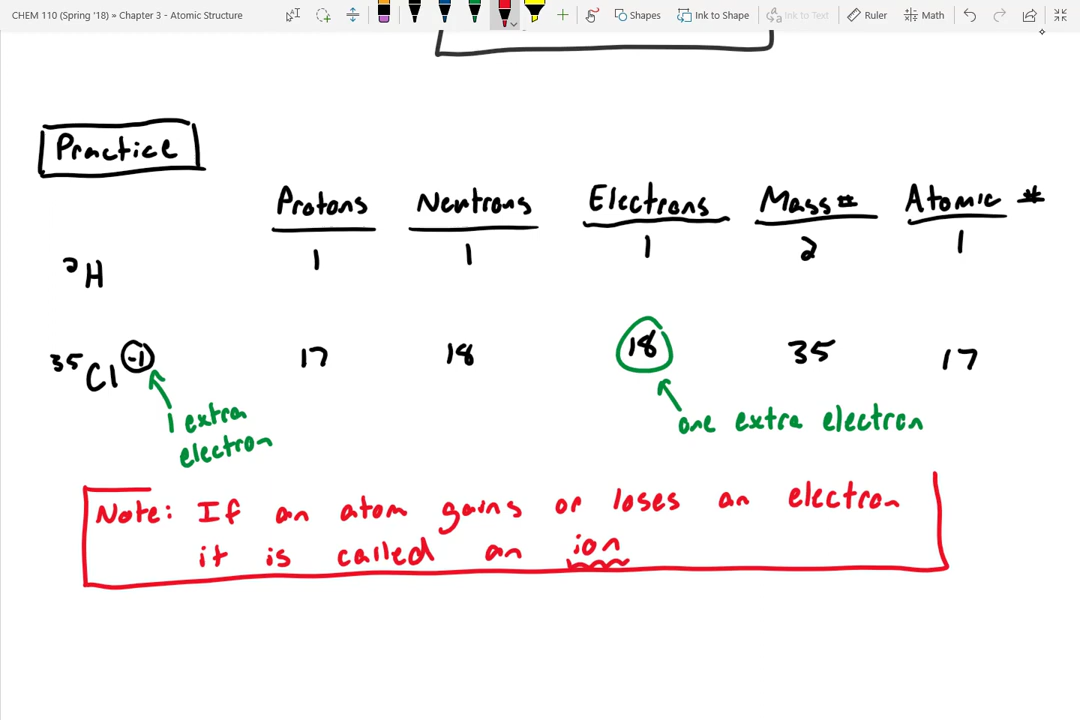 CHEM 110 (Spring '18) » Chapter 3 - Atomic Structure
Shapes
Ink to Shape
Ink to Text
Ruler
Math
Practice
Protons Neutrons Electrons Mass# Atomic #
²H 1 1 1 2 1
³⁵Cl⁻¹ 17 18 18 35 17
1 extra
electron
one extra electron
Note: If an atom gains or loses an electron
it is called an ion